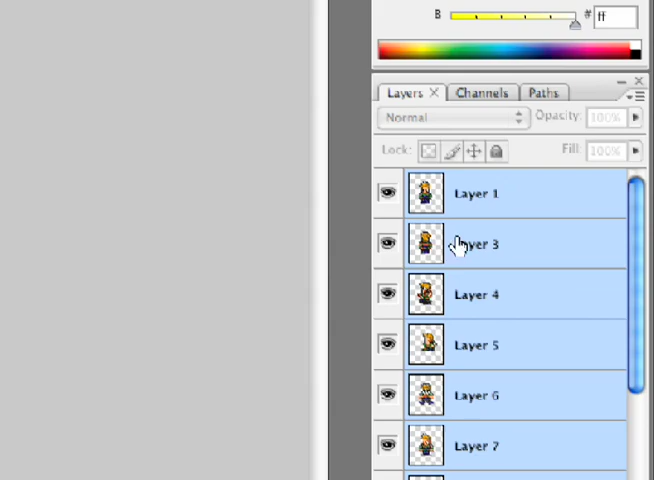 B # ff
Layers × Channels Paths
Normal Opacity: 100%
Lock: Fill: 100%
Layer 1
yer 3
Layer 4
Layer 5
Layer 6
Layer 7